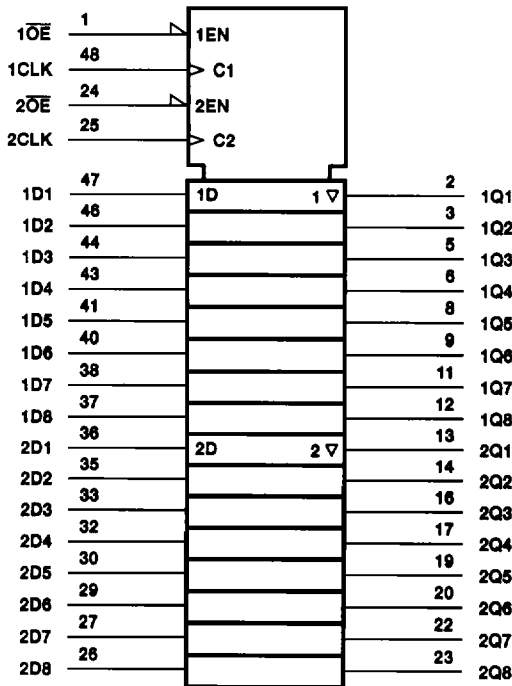 1O̅E̅ 1 1EN
1CLK 48 C1
2O̅E̅ 24 2EN
2CLK 25 C2
1D1 47 1D 1 ▽ 2 1Q1
1D2 46 3 1Q2
1D3 44 5 1Q3
1D4 43 6 1Q4
1D5 41 8 1Q5
1D6 40 9 1Q6
1D7 38 11 1Q7
1D8 37 12 1Q8
2D1 36 2D 2 ▽ 13 2Q1
2D2 35 14 2Q2
2D3 33 16 2Q3
2D4 32 17 2Q4
2D5 30 19 2Q5
2D6 29 20 2Q6
2D7 27 22 2Q7
2D8 26 23 2Q8